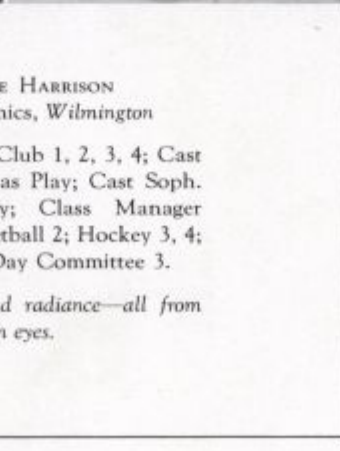 E HARRISON
nics, Wilmington
Club 1, 2, 3, 4; Cast
as Play; Cast Soph.
y; Class Manager
tball 2; Hockey 3, 4;
Day Committee 3.
d radiance—all from
n eyes.